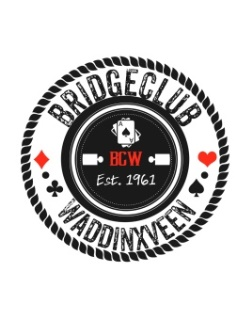 BRIDGECLUB
BCW
Est. 1961
WADDINXVEEN